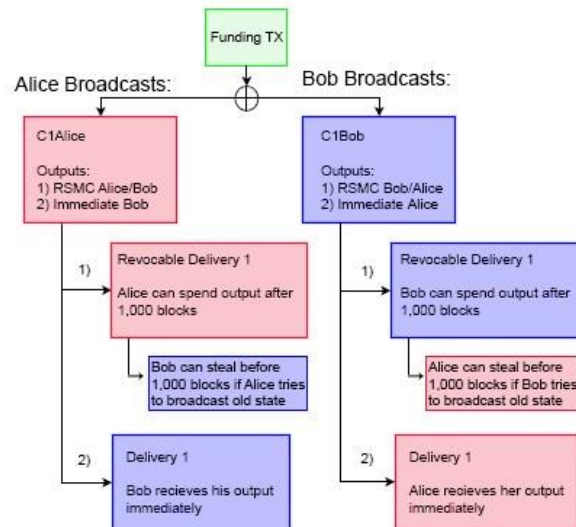 Funding TX
Alice Broadcasts:
Bob Broadcasts:
C1Alice
Outputs:
1) RSMC Alice/Bob
2) Immediate Bob
C1Bob
Outputs:
1) RSMC Bob/Alice
2) Immediate Alice
1)
Revocable Delivery 1
Alice can spend output after
1,000 blocks
1)
Revocable Delivery 1
Bob can spend output after
1,000 blocks
Bob can steal before
1,000 blocks if Alice tries
to broadcast old state
Alice can steal before
1,000 blocks if Bob tries
to broadcast old state
2)
Delivery 1
Bob recieves his output
immediately
2)
Delivery 1
Alice recieves her output
immediately